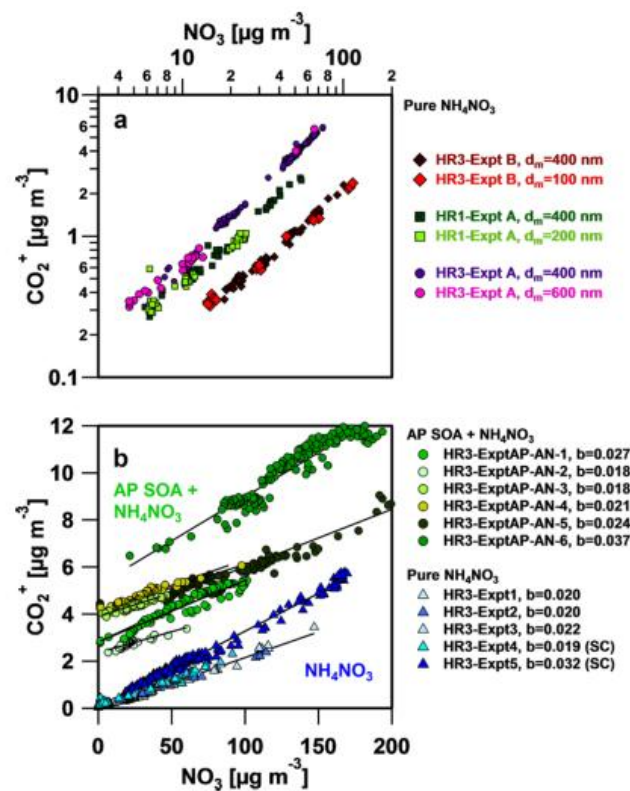 NO₃ [µg m⁻³]
4 6 8 10 2 4 6 8 100 2
Pure NH₄NO₃
a
10
8
6
4
2
1
8
6
4
2
0.1
CO₂⁺ [µg m⁻³]
HR3-Expt B, dₘ=400 nm
HR3-Expt B, dₘ=100 nm
HR1-Expt A, dₘ=400 nm
HR1-Expt A, dₘ=200 nm
HR3-Expt A, dₘ=400 nm
HR3-Expt A, dₘ=600 nm
b
12
10
8
6
4
2
0
CO₂⁺ [µg m⁻³]
AP SOA +
NH₄NO₃
NH₄NO₃
0 50 100 150 200
NO₃ [µg m⁻³]
AP SOA + NH₄NO₃
HR3-ExptAP-AN-1, b=0.027
HR3-ExptAP-AN-2, b=0.018
HR3-ExptAP-AN-3, b=0.018
HR3-ExptAP-AN-4, b=0.021
HR3-ExptAP-AN-5, b=0.024
HR3-ExptAP-AN-6, b=0.037
Pure NH₄NO₃
HR3-Expt1, b=0.020
HR3-Expt2, b=0.020
HR3-Expt3, b=0.022
HR3-Expt4, b=0.019 (SC)
HR3-Expt5, b=0.032 (SC)